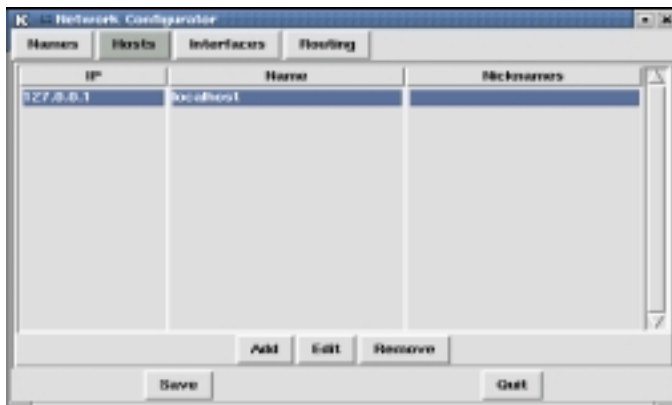 Network Configurator
Names Hosts Interfaces Routing
IP Name Nicknames
127.0.0.1 localhost
Add Edit Remove
Save Quit